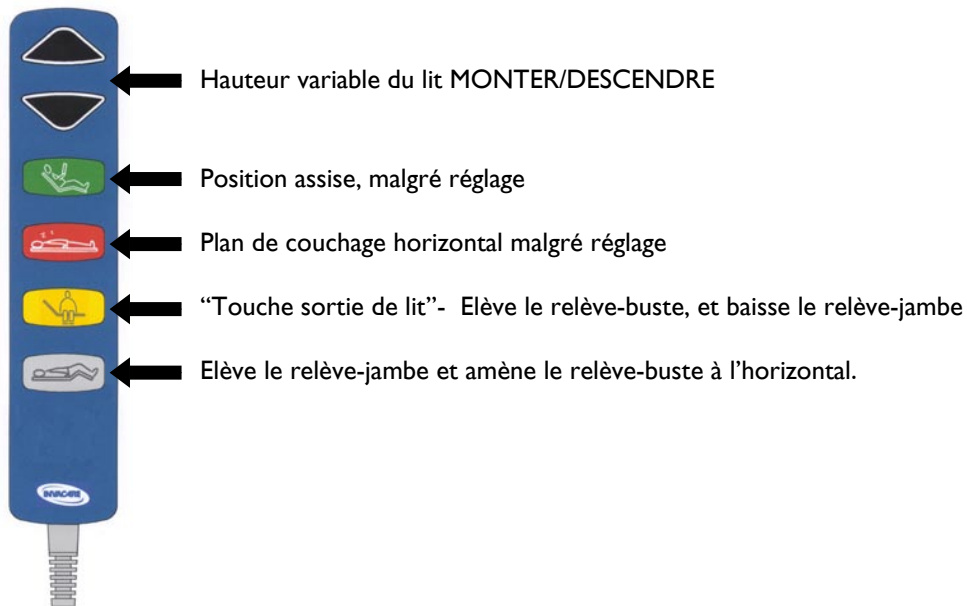 Hauteur variable du lit MONTER/DESCENDRE
Position assise, malgré réglage
Plan de couchage horizontal malgré réglage
“Touche sortie de lit”- Elève le relève-buste, et baisse le relève-jambe
Elève le relève-jambe et amène le relève-buste à l’horizontal.
INVACARE